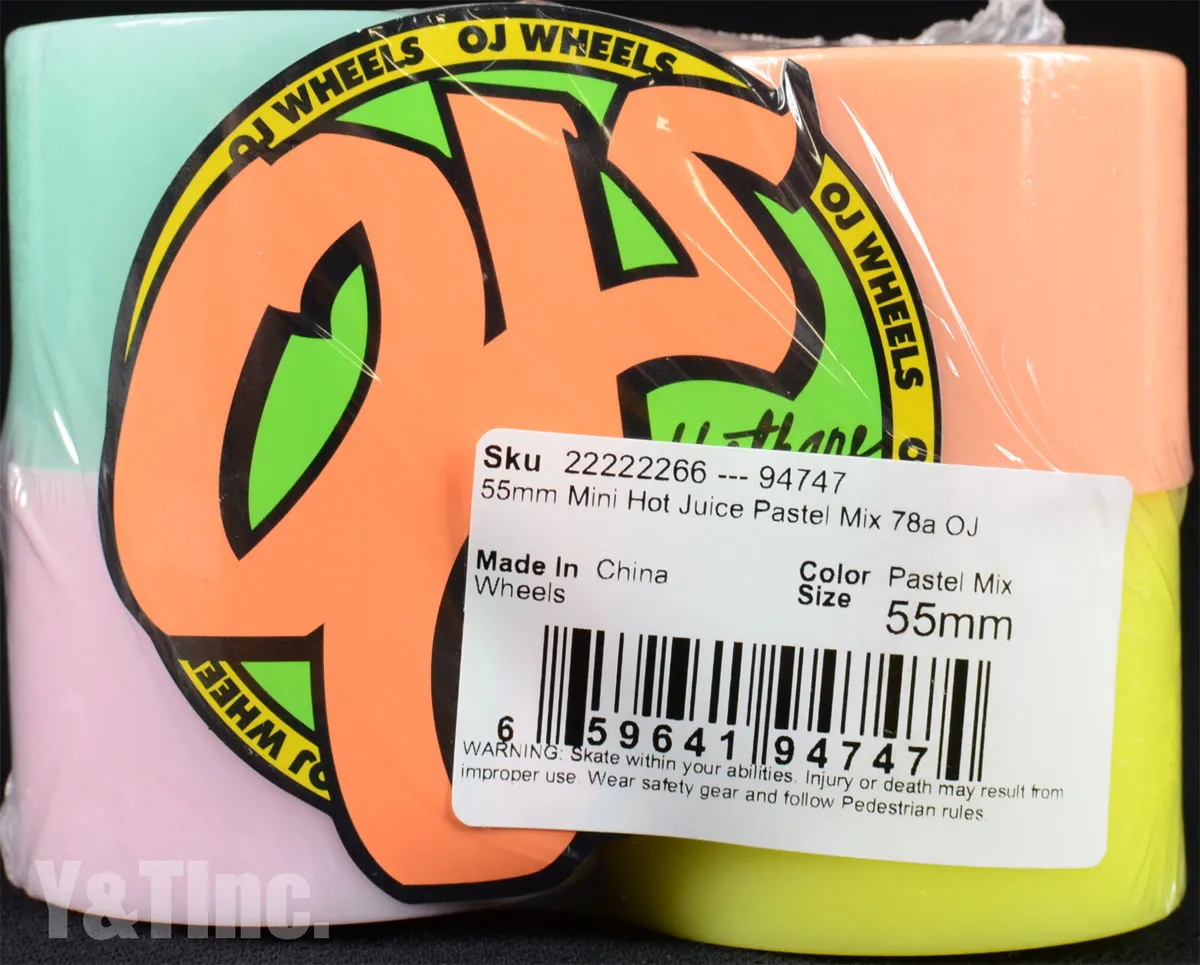 OJ WHEELS OJ WHEELS
OJ WHEELS
OJ WHEE
Sku 22222266 --- 94747
55mm Mini Hot Juice Pastel Mix 78a OJ
Made In China
Wheels
Color Pastel Mix
Size 55mm
6 59641 94747
WARNING: Skate within your abilities. Injury or death may result from
improper use. Wear safety gear and follow Pedestrian rules.
Y&TInc.